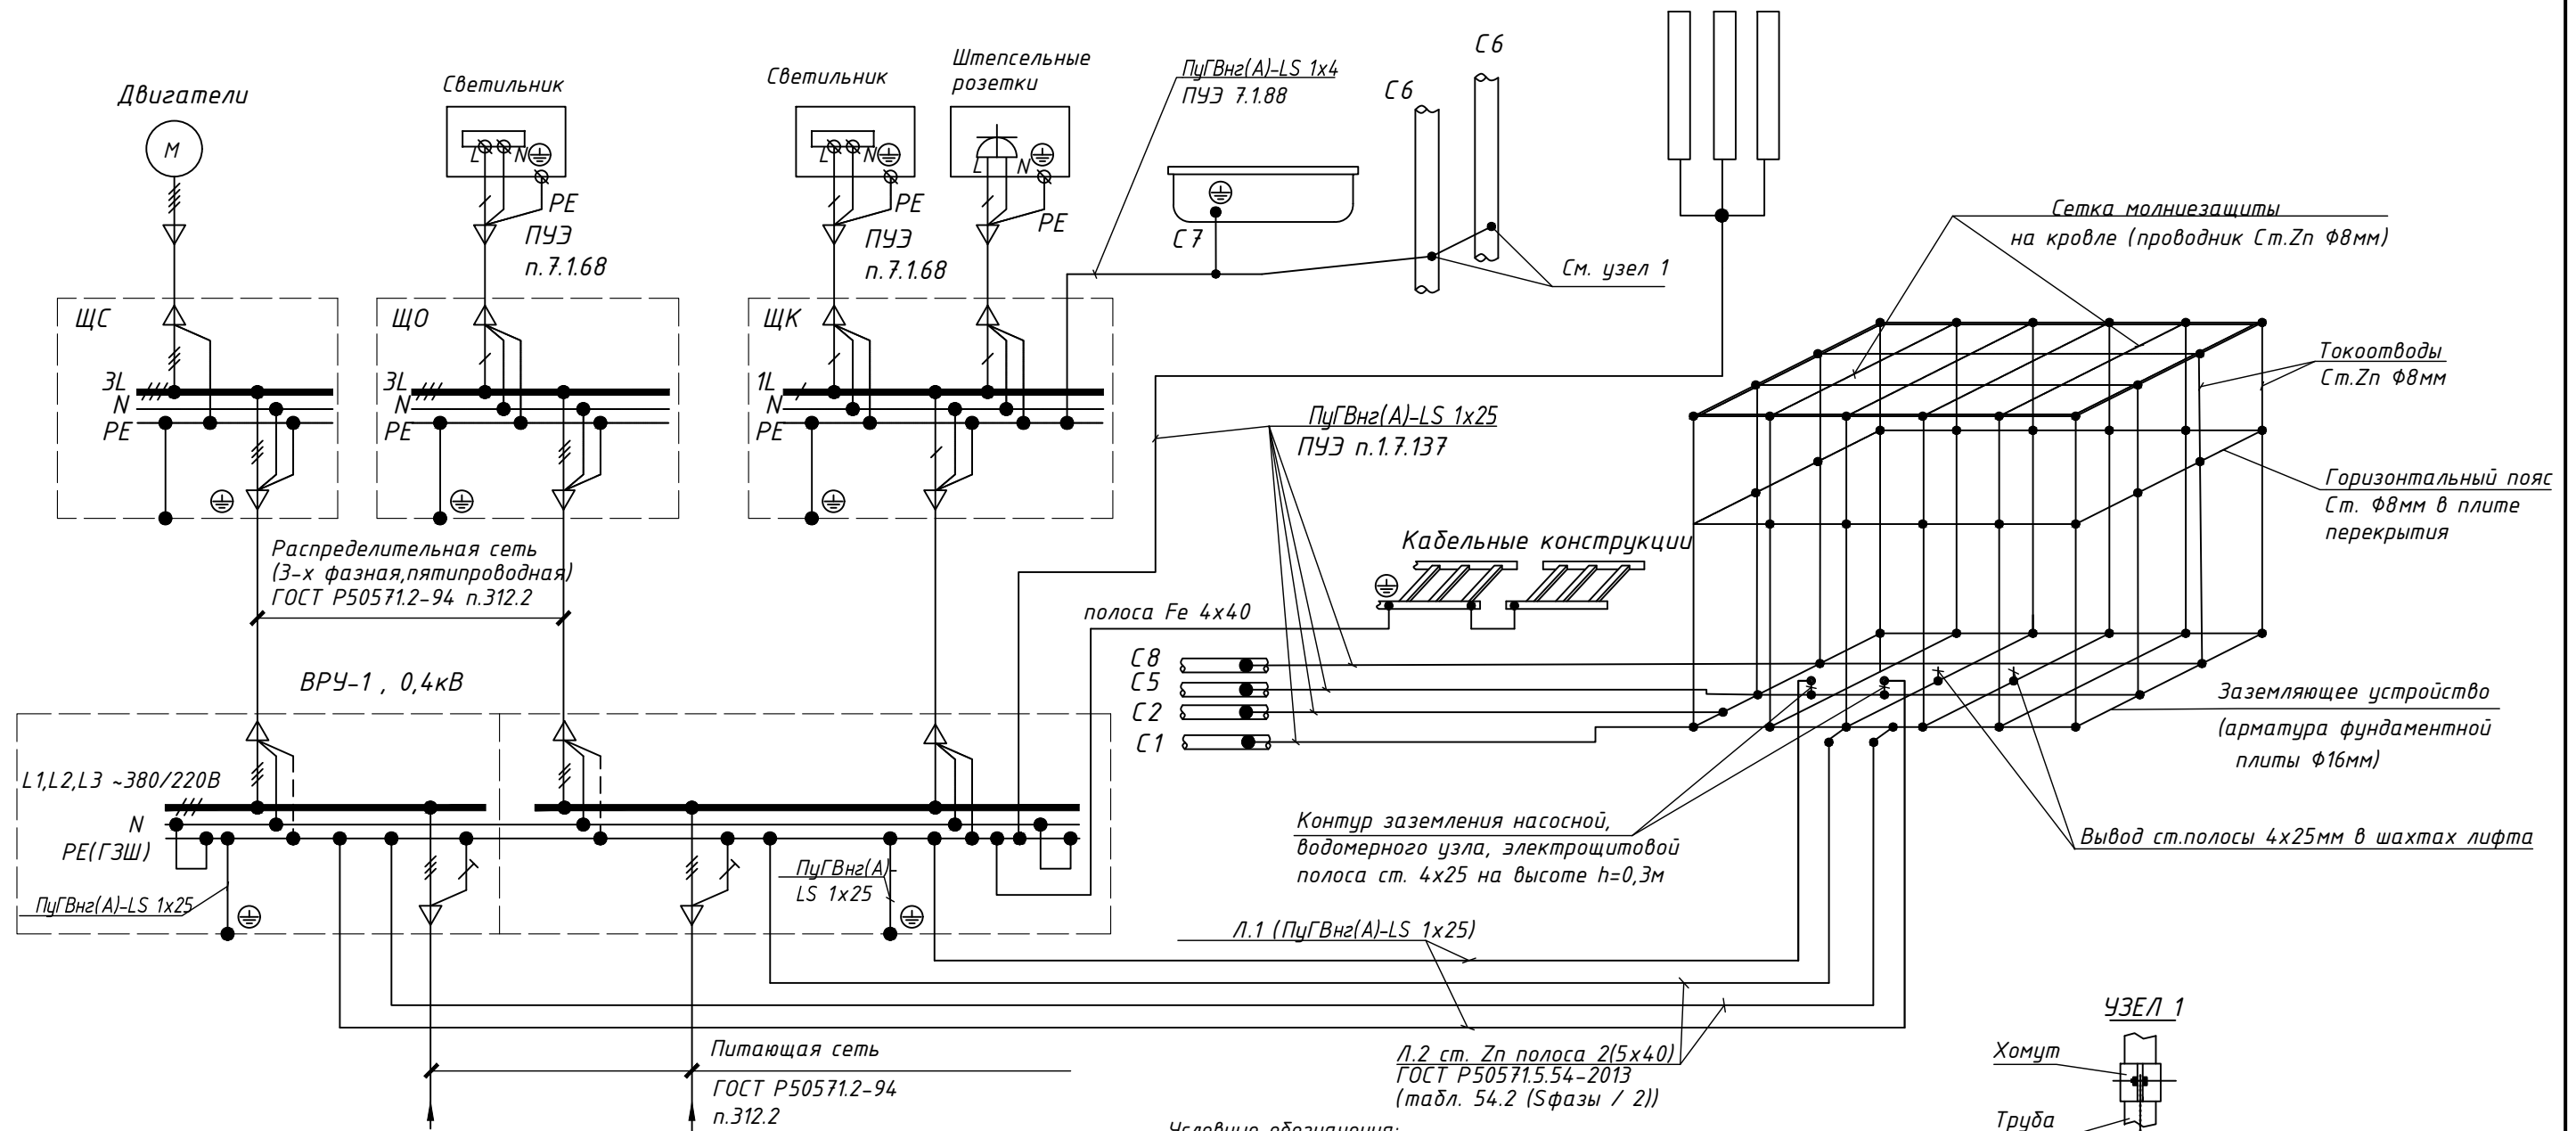 Двигатели
М
Светильник
L
N
PE
ПУЭ
п.7.1.68
Светильник
L
N
PE
ПУЭ
п.7.1.68
Штепсельные
розетки
L
N
PE
ПуГВнг(А)-LS 1х4
ПУЭ 7.1.88
С7
С6
С6
См. узел 1
Сетка молниезащиты
на кровле (проводник Ст.Zn Ф8мм)
Токоотводы
Ст.Zn Ф8мм
Горизонтальный пояс
Ст. Ф8мм в плите
перекрытия
ЩС
3L
N
PE
ЩО
3L
N
PE
ЩК
1L
N
PE
ПуГВнг(А)-LS 1х25
ПУЭ п.1.7.137
Распределительная сеть
(3-х фазная,пятипроводная)
ГОСТ Р50571.2-94 п.312.2
Кабельные конструкции
полоса Fe 4х40
С8
С5
С2
С1
ВРУ-1 , 0,4кВ
L1,L2,L3 ~380/220В
N
PE(ГЗШ)
ПуГВнг(А)-LS 1х25
ПуГВнг(А)-
LS 1х25
Заземляющее устройство
(арматура фундаментной
плиты Ф16мм)
Контур заземления насосной,
водомерного узла, электрощитовой
полоса ст. 4х25 на высоте h=0,3м
Вывод ст.полосы 4х25мм в шахтах лифта
Л.1 (ПуГВнг(А)-LS 1х25)
Л.2 ст. Zn полоса 2(5х40)
ГОСТ Р50571.5.54-2013
(табл. 54.2 (Sфазы / 2))
Питающая сеть
ГОСТ Р50571.2-94
п.312.2
УЗЕЛ 1
Хомут
Труба
Условные обозначения: